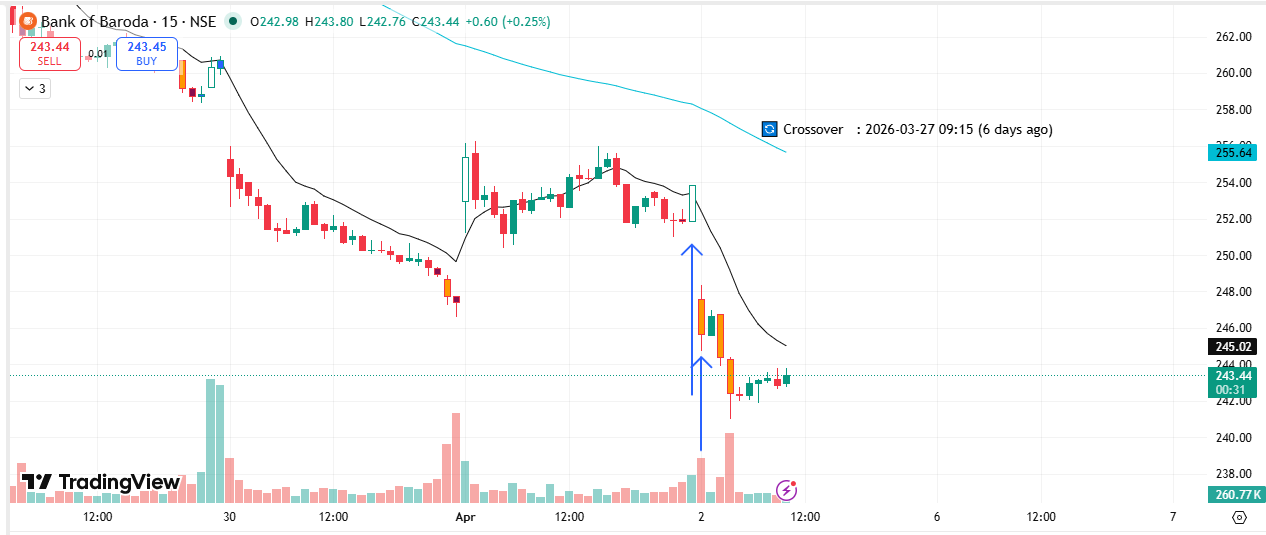 Bank of Baroda · 15 · NSE O242.98 H243.80 L242.76 C243.44 +0.60 (+0.25%)
243.44 SELL
0.01
243.45 BUY
3
Crossover : 2026-03-27 09:15 (6 days ago)
262.00
260.00
258.00
256.00
255.64
254.00
252.00
250.00
248.00
246.00
245.02
244.00
243.44
00:31
242.00
240.00
238.00
260.77K
TradingView
12:00 30 12:00 Apr 12:00 2 12:00 6 12:00 7